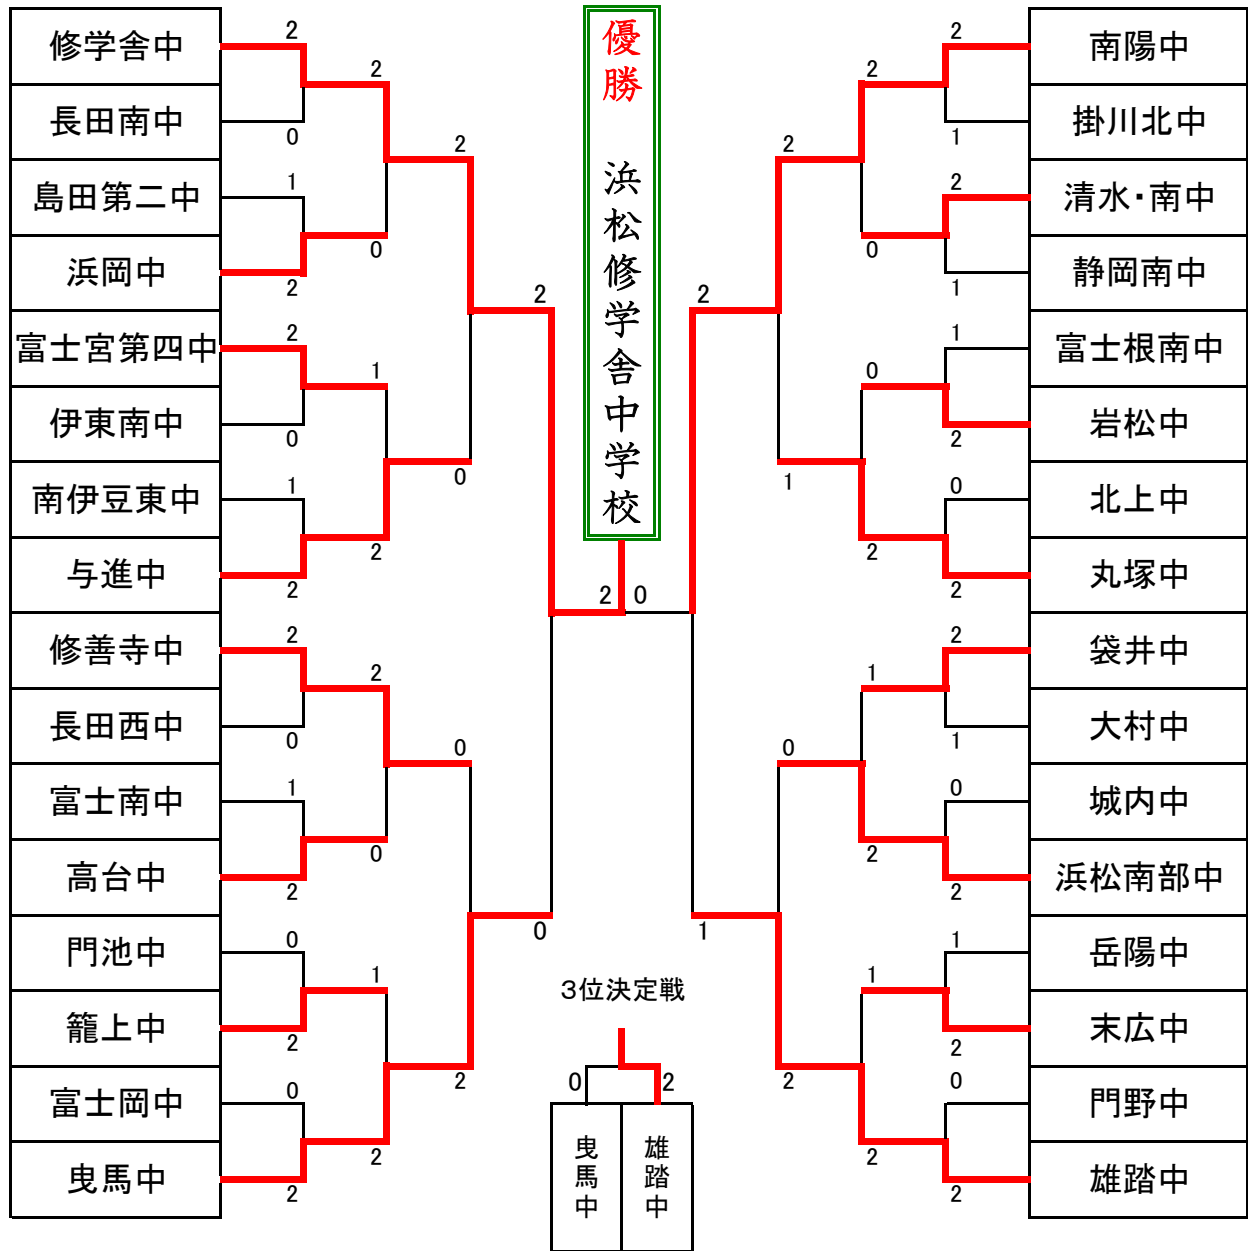 修学舎中
長田南中
島田第二中
浜岡中
富士宮第四中
伊東南中
南伊豆東中
与進中
修善寺中
長田西中
富士南中
高台中
門池中
籠上中
富士岡中
曳馬中
2
0
1
2
2
0
1
2
2
0
1
2
0
2
0
2
2
0
1
2
2
0
1
2
2
0
0
2
2
0
優勝 浜松修学舎中学校
2 0
3位決定戦
0 2
曳馬中
雄踏中
2
1
2
1
0
2
2
0
0
2
1
2
1
2
2
1
2
1
1
2
0
2
2
1
0
2
1
2
0
2
南陽中
掛川北中
清水・南中
静岡南中
富士根南中
岩松中
北上中
丸塚中
袋井中
大村中
城内中
浜松南部中
岳陽中
末広中
門野中
雄踏中